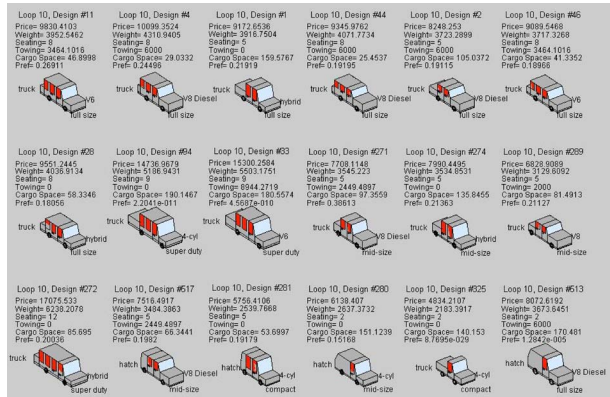 Loop 10, Design #11
Price= 9830.4103
Weight= 3952.5462
Seating= 8
Towing= 3464.1016
Cargo Space= 46.8998
Pref= 0.26911
truck
V6
full size
Loop 10, Design #4
Price= 10099.3524
Weight= 4310.9405
Seating= 8
Towing= 6000
Cargo Space= 29.0332
Pref= 0.24496
truck
V8 Diesel
full size
Loop 10, Design #1
Price= 9172.6536
Weight= 3916.7504
Seating= 5
Towing= 0
Cargo Space= 159.5767
Pref= 0.21919
truck
hybrid
full size
Loop 10, Design #44
Price= 9345.9762
Weight= 4071.7734
Seating= 8
Towing= 6000
Cargo Space= 25.4537
Pref= 0.19195
truck
V8 Diesel
full size
Loop 10, Design #2
Price= 8248.253
Weight= 3723.2899
Seating= 5
Towing= 6000
Cargo Space= 105.0372
Pref= 0.19115
truck
V8 Diesel
full size
Loop 10, Design #46
Price= 9089.5468
Weight= 3717.3268
Seating= 8
Towing= 3464.1016
Cargo Space= 41.3352
Pref= 0.18966
truck
V6
full size
Loop 10, Design #28
Price= 9551.2445
Weight= 4036.9134
Seating= 8
Towing= 0
Cargo Space= 58.3346
Pref= 0.18056
truck
hybrid
full size
Loop 10, Design #94
Price= 14736.9679
Weight= 5186.9431
Seating= 9
Towing= 0
Cargo Space= 190.1467
Pref= 2.2041e-011
truck
4-cyl
super duty
Loop 10, Design #33
Price= 15300.2584
Weight= 5503.1751
Seating= 9
Towing= 6944.2719
Cargo Space= 180.5574
Pref= 4.5687e-010
truck
V6
super duty
Loop 10, Design #271
Price= 7708.1148
Weight= 3545.223
Seating= 5
Towing= 2449.4897
Cargo Space= 97.3559
Pref= 0.38613
truck
V8 Diesel
mid-size
Loop 10, Design #274
Price= 7990.4495
Weight= 3534.8531
Seating= 5
Towing= 0
Cargo Space= 135.8455
Pref= 0.21363
truck
hybrid
mid-size
Loop 10, Design #289
Price= 6828.9089
Weight= 3129.6092
Seating= 5
Towing= 2000
Cargo Space= 81.4913
Pref= 0.21127
truck
V8
mid-size
Loop 10, Design #272
Price= 17075.533
Weight= 6238.2078
Seating= 12
Towing= 0
Cargo Space= 85.695
Pref= 0.20036
truck
hybrid
super duty
Loop 10, Design #517
Price= 7516.4917
Weight= 3484.3863
Seating= 5
Towing= 2449.4897
Cargo Space= 66.3441
Pref= 0.1982
hatch
V8 Diesel
mid-size
Loop 10, Design #281
Price= 5756.4106
Weight= 2539.7668
Seating= 5
Towing= 0
Cargo Space= 53.6997
Pref= 0.19179
hatch
4-cyl
compact
Loop 10, Design #280
Price= 6138.407
Weight= 2637.3732
Seating= 2
Towing= 0
Cargo Space= 151.1239
Pref= 0.15168
hatch
4-cyl
mid-size
Loop 10, Design #325
Price= 4834.2107
Weight= 2183.3917
Seating= 2
Towing= 0
Cargo Space= 140.153
Pref= 8.7695e-029
truck
4-cyl
compact
Loop 10, Design #513
Price= 8072.6192
Weight= 3673.6451
Seating= 2
Towing= 6000
Cargo Space= 170.481
Pref= 1.2842e-005
hatch
V8 Diesel
full size